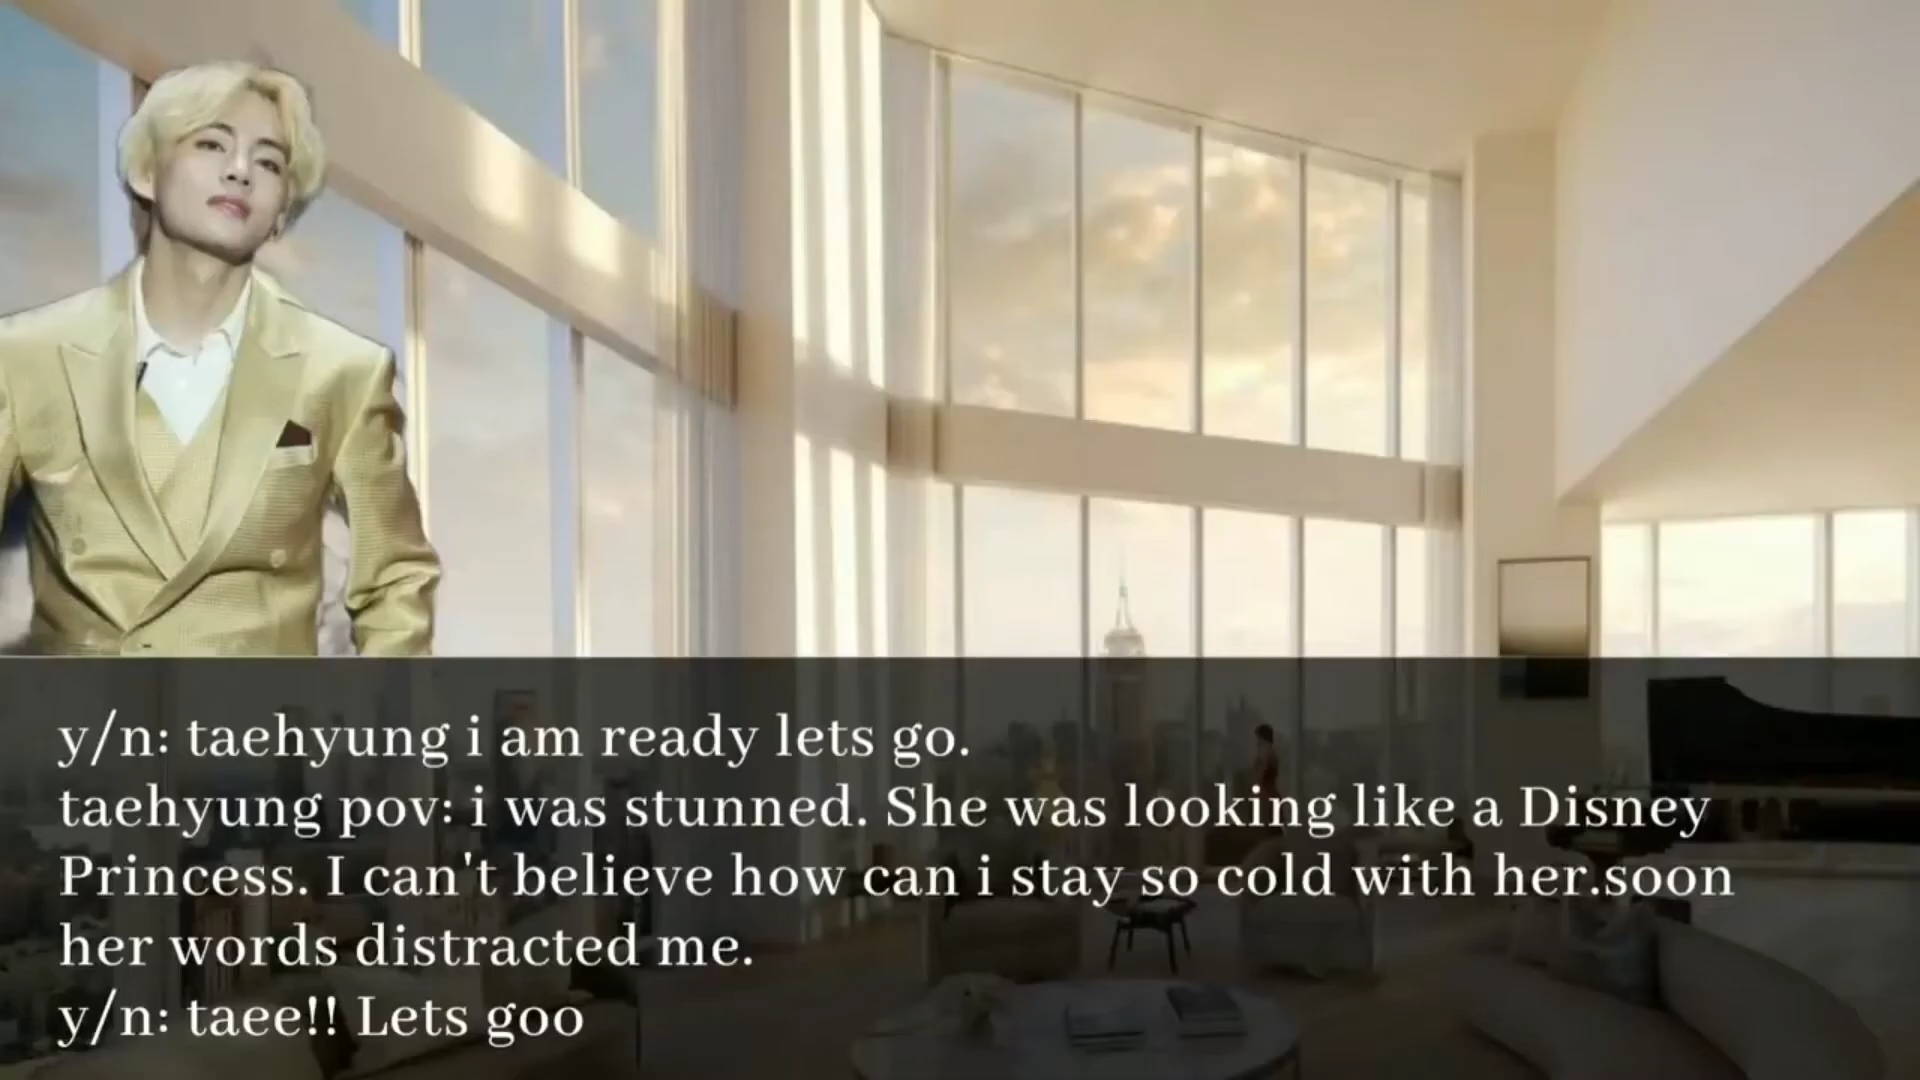 y/n: taehyung i am ready lets go.
taehyung pov: i was stunned. She was looking like a Disney
Princess. I can't believe how can i stay so cold with her.soon
her words distracted me.
y/n: taee!! Lets goo